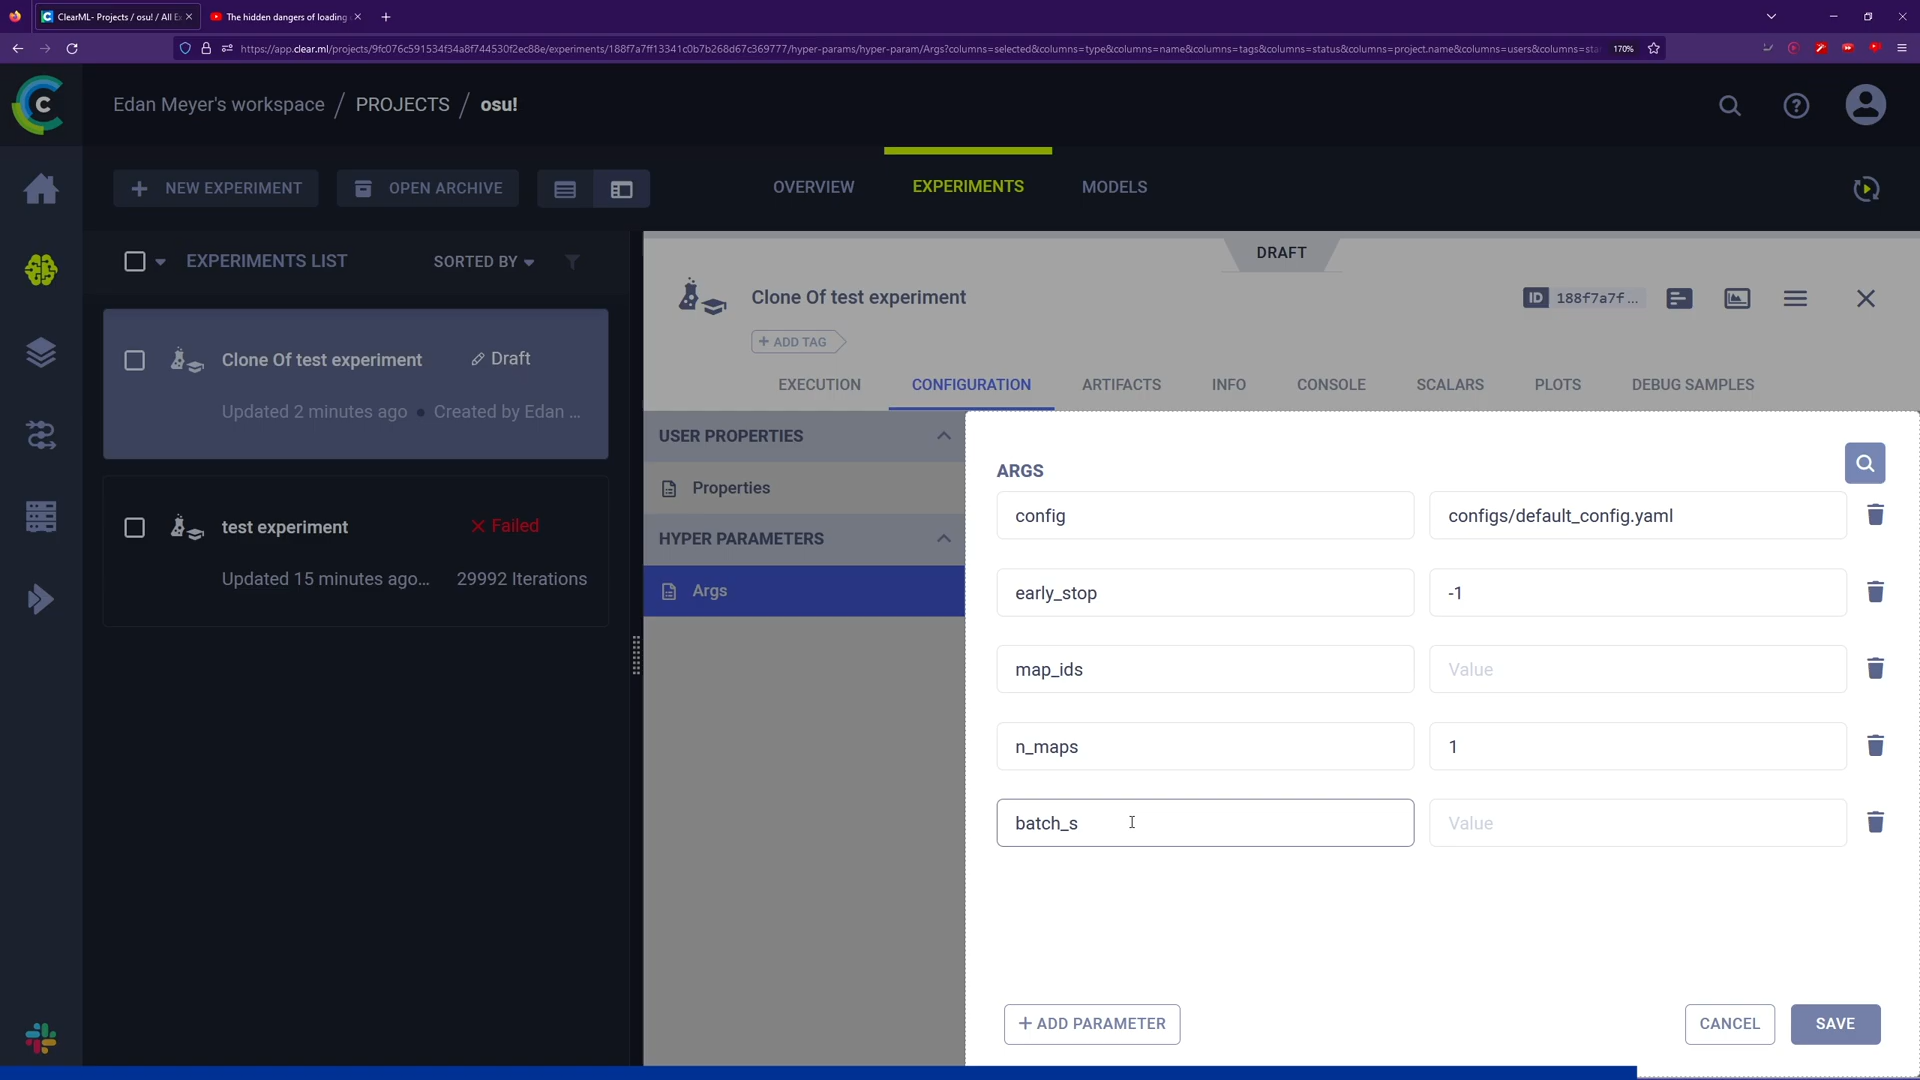 ClearML- Projects / osu! / All E
The hidden dangers of loading
https://app.clear.ml/projects/9fc076c591534f34a8f744530f2ec88e/experiments/188f7a7ff13341c0b7b268d67c369777/hyper-params/hyper-param/Args?columns=selected&columns=type&columns=name&columns=tags&columns=status&columns=project.name&columns=users&columns=sta
170%
Edan Meyer's workspace / PROJECTS / osu!
+ NEW EXPERIMENT
OPEN ARCHIVE
OVERVIEW
EXPERIMENTS
MODELS
EXPERIMENTS LIST
SORTED BY
DRAFT
Clone Of test experiment
ID 188f7a7f...
+ ADD TAG
Clone Of test experiment
Draft
Updated 2 minutes ago • Created by Edan ...
test experiment
Failed
Updated 15 minutes ago...
29992 Iterations
EXECUTION
CONFIGURATION
ARTIFACTS
INFO
CONSOLE
SCALARS
PLOTS
DEBUG SAMPLES
USER PROPERTIES
Properties
HYPER PARAMETERS
Args
ARGS
config
configs/default_config.yaml
early_stop
-1
map_ids
Value
n_maps
1
batch_s
Value
+ ADD PARAMETER
CANCEL
SAVE